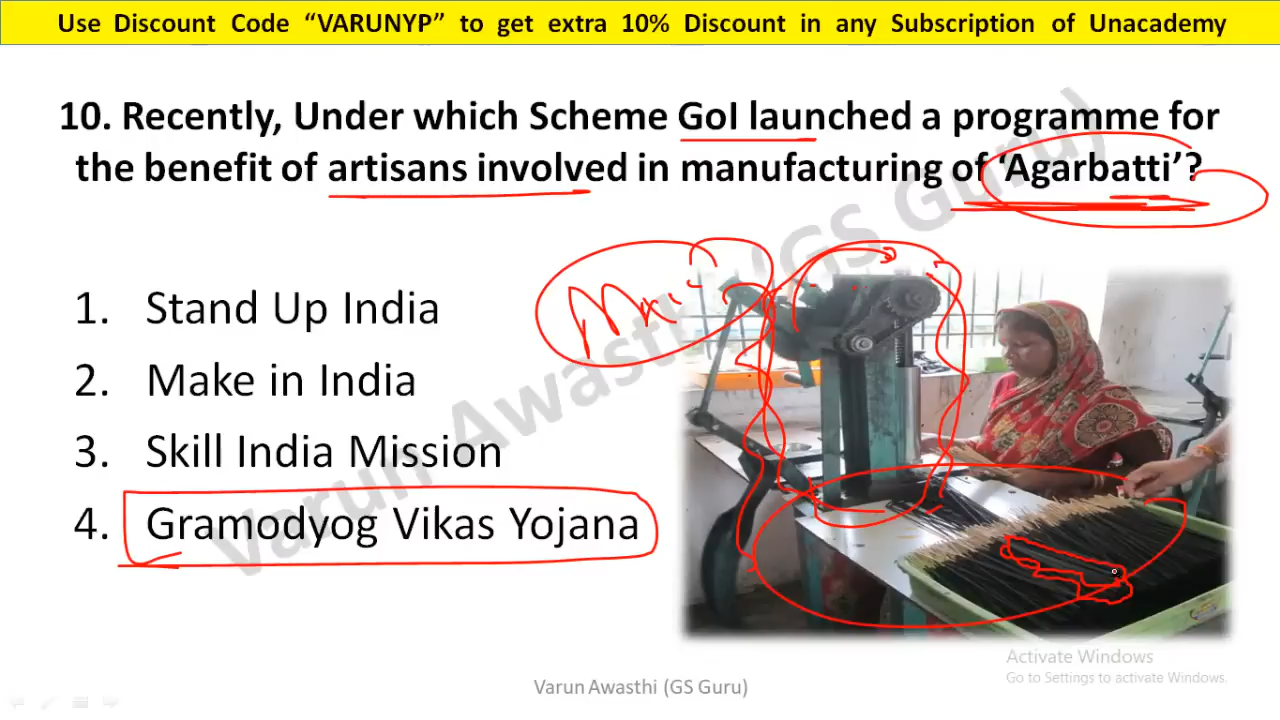 Use Discount Code “VARUNYP” to get extra 10% Discount in any Subscription of Unacademy
10. Recently, Under which Scheme GoI launched a programme for
the benefit of artisans involved in manufacturing of ‘Agarbatti’?
1. Stand Up India
2. Make in India
3. Skill India Mission
4. Gramodyog Vikas Yojana
Varun Awasthi (GS Guru)
Activate Windows
Go to Settings to activate Windows.
Varun Awasthi (GS Guru)